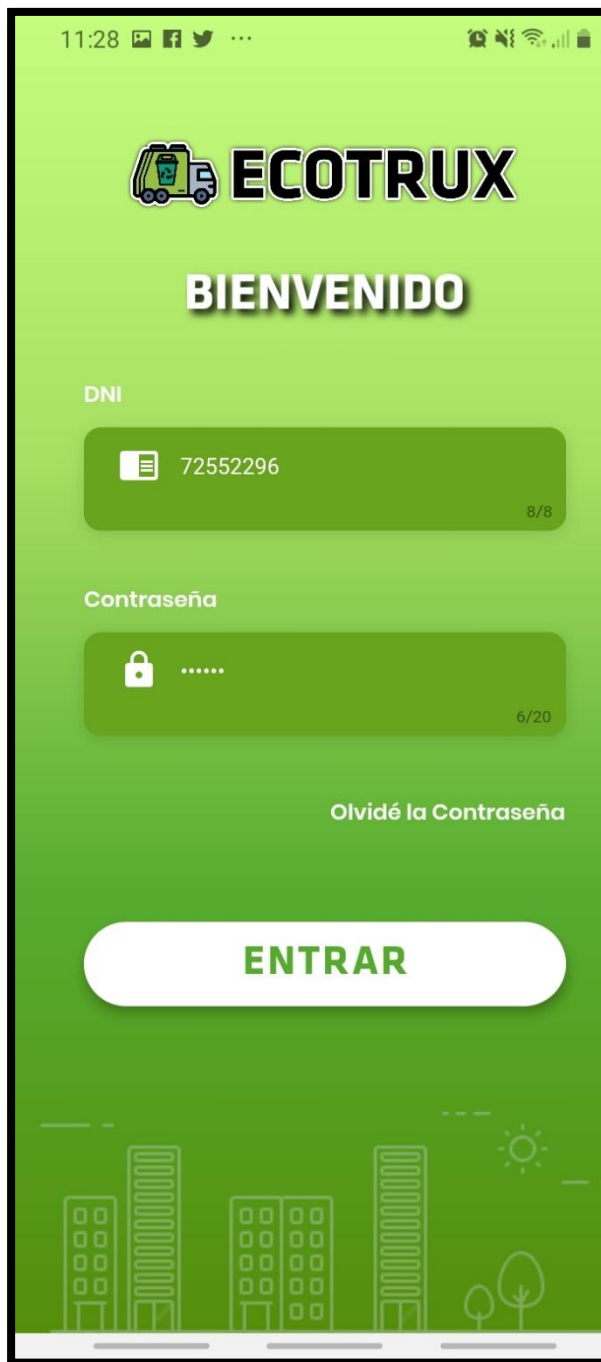 11:28
ECOTRUX
BIENVENIDO
DNI
72552296
8/8
Contraseña
••••••
6/20
Olvidé la Contraseña
ENTRAR